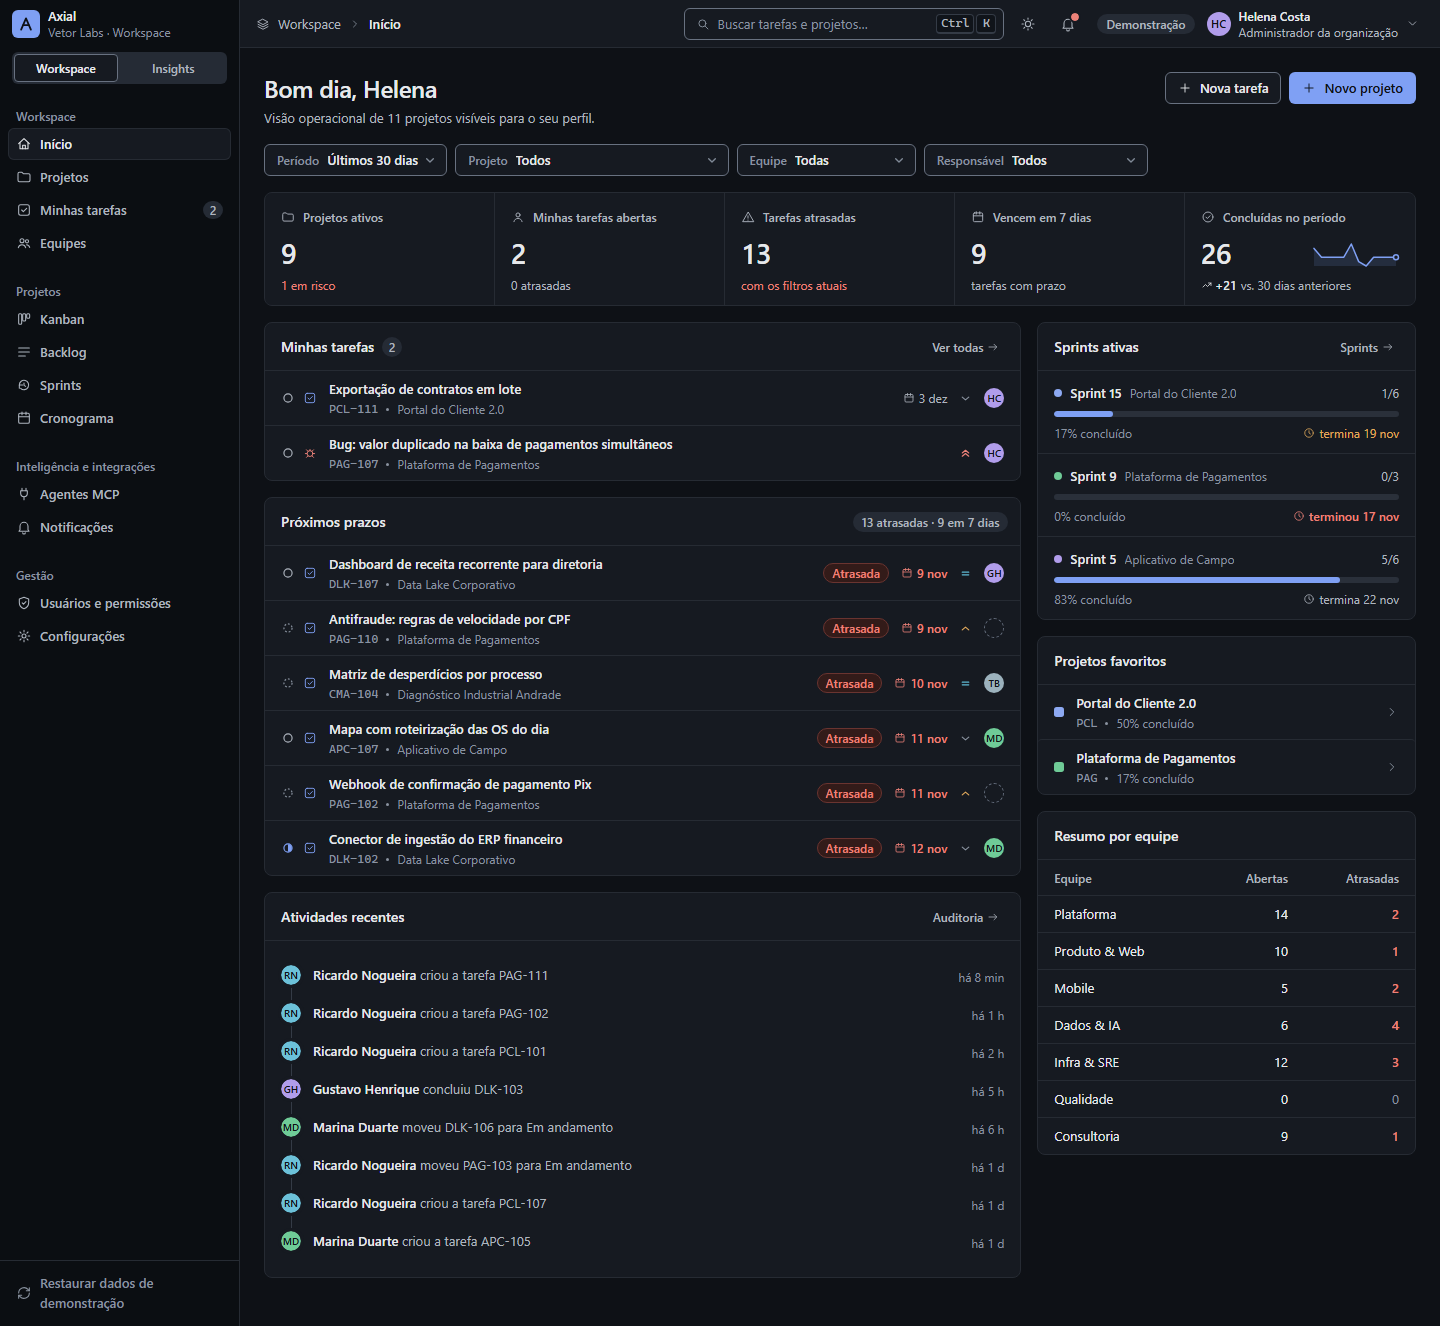 Axial
Vetor Labs · Workspace
Workspace
Insights
Workspace
Início
Projetos
Minhas tarefas 2
Equipes
Projetos
Kanban
Backlog
Sprints
Cronograma
Inteligência e integrações
Agentes MCP
Notificações
Gestão
Usuários e permissões
Configurações
Restaurar dados de
demonstração
Workspace > Início
Buscar tarefas e projetos... Ctrl K
Demonstração
HC
Helena Costa
Administrador da organização
Bom dia, Helena
Visão operacional de 11 projetos visíveis para o seu perfil.
+ Nova tarefa
+ Novo projeto
Período Últimos 30 dias
Projeto Todos
Equipe Todas
Responsável Todos
Projetos ativos
9
1 em risco
Minhas tarefas abertas
2
0 atrasadas
Tarefas atrasadas
13
com os filtros atuais
Vencem em 7 dias
9
tarefas com prazo
Concluídas no período
26
+21 vs. 30 dias anteriores
Minhas tarefas 2
Ver todas →
Exportação de contratos em lote
PCL-111 • Portal do Cliente 2.0
3 dez HC
Bug: valor duplicado na baixa de pagamentos simultâneos
PAG-107 • Plataforma de Pagamentos
HC
Próximos prazos
13 atrasadas · 9 em 7 dias
Dashboard de receita recorrente para diretoria
DLK-107 • Data Lake Corporativo
Atrasada 9 nov = GH
Antifraude: regras de velocidade por CPF
PAG-110 • Plataforma de Pagamentos
Atrasada 9 nov
Matriz de desperdícios por processo
CMA-104 • Diagnóstico Industrial Andrade
Atrasada 10 nov = TB
Mapa com roteirização das OS do dia
APC-107 • Aplicativo de Campo
Atrasada 11 nov MD
Webhook de confirmação de pagamento Pix
PAG-102 • Plataforma de Pagamentos
Atrasada 11 nov
Conector de ingestão do ERP financeiro
DLK-102 • Data Lake Corporativo
Atrasada 12 nov MD
Atividades recentes
Auditoria →
RN Ricardo Nogueira criou a tarefa PAG-111 há 8 min
RN Ricardo Nogueira criou a tarefa PAG-102 há 1 h
RN Ricardo Nogueira criou a tarefa PCL-101 há 2 h
GH Gustavo Henrique concluiu DLK-103 há 5 h
MD Marina Duarte moveu DLK-106 para Em andamento há 6 h
RN Ricardo Nogueira moveu PAG-103 para Em andamento há 1 d
RN Ricardo Nogueira criou a tarefa PCL-107 há 1 d
MD Marina Duarte criou a tarefa APC-105 há 1 d
Sprints ativas
Sprints →
Sprint 15 Portal do Cliente 2.0 1/6
17% concluído termina 19 nov
Sprint 9 Plataforma de Pagamentos 0/3
0% concluído terminou 17 nov
Sprint 5 Aplicativo de Campo 5/6
83% concluído termina 22 nov
Projetos favoritos
Portal do Cliente 2.0
PCL • 50% concluído
Plataforma de Pagamentos
PAG • 17% concluído
Resumo por equipe
Equipe Abertas Atrasadas
Plataforma 14 2
Produto & Web 10 1
Mobile 5 2
Dados & IA 6 4
Infra & SRE 12 3
Qualidade 0 0
Consultoria 9 1